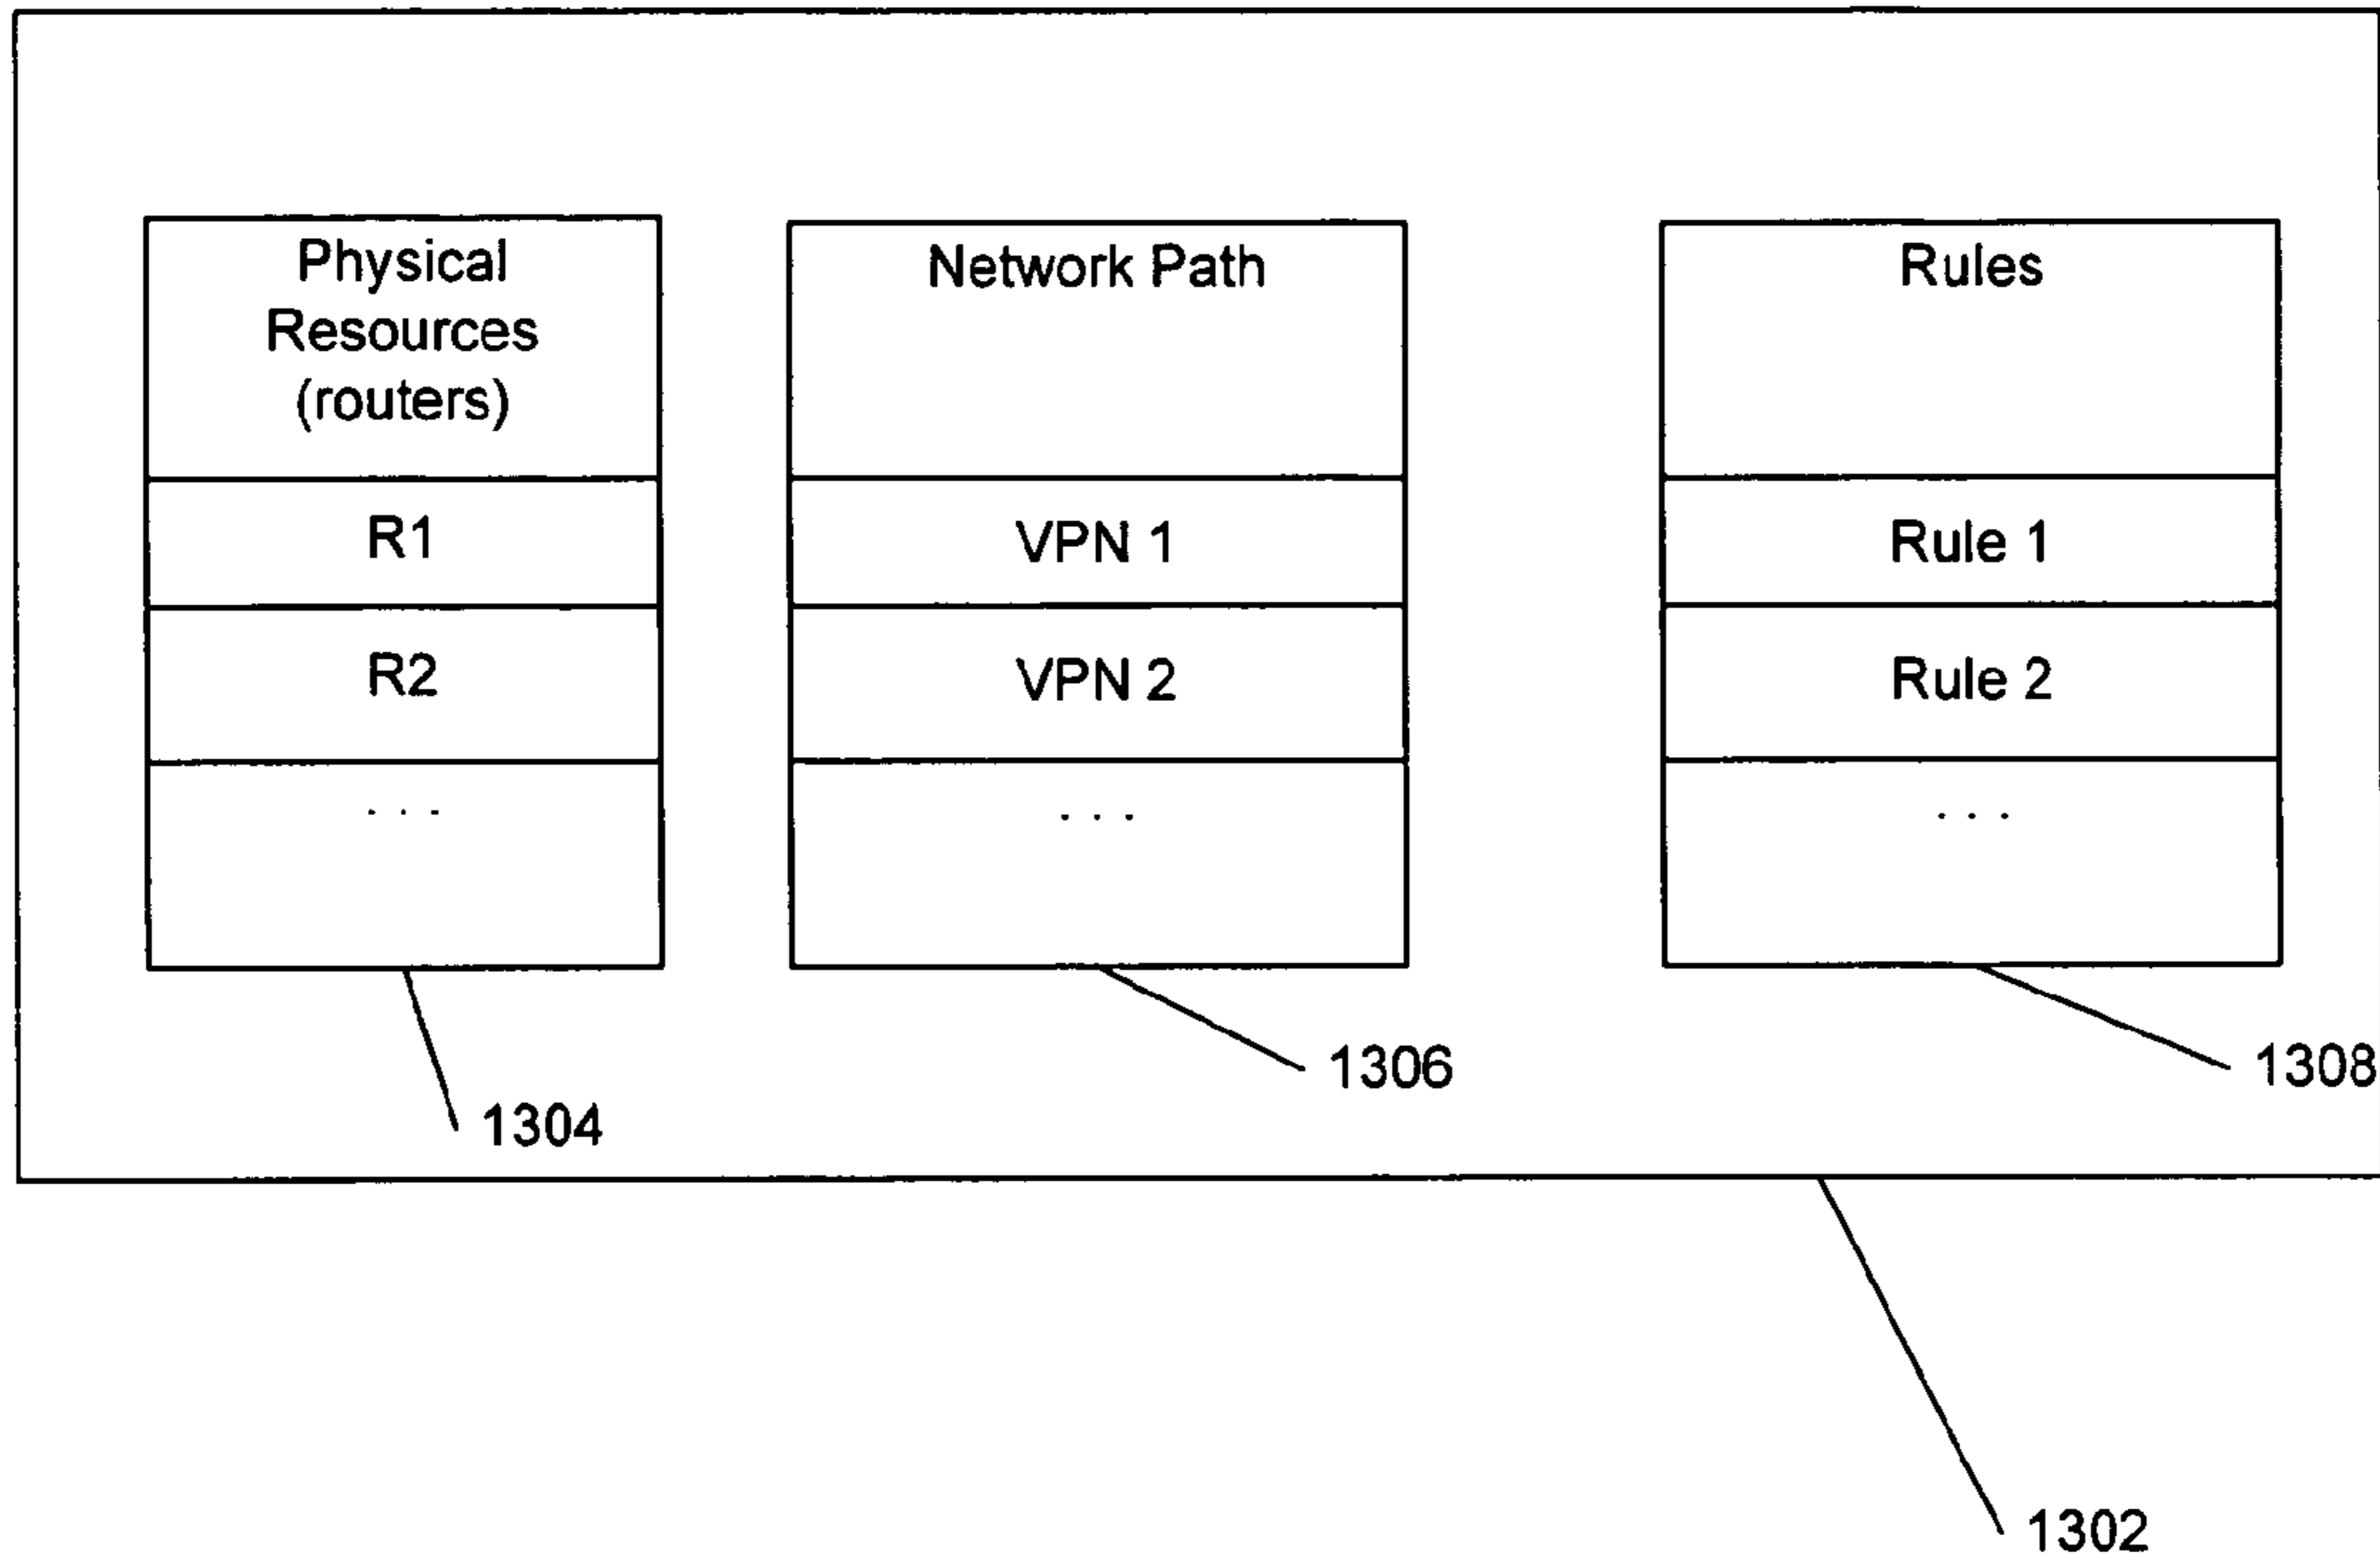 Physical
Resources
(routers)
R1
R2
. . .
Network Path
VPN 1
VPN 2
. . .
Rules
Rule 1
Rule 2
. . .
1304
1306
1308
1302